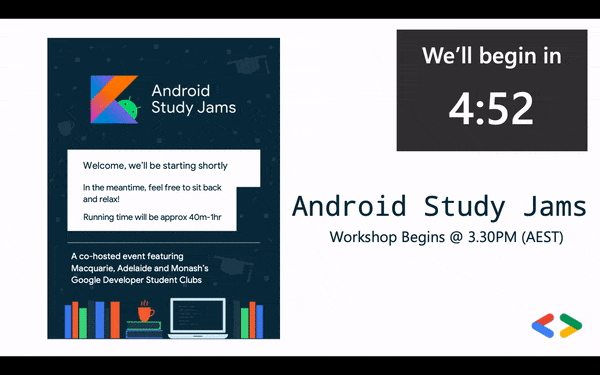 Android
Study Jams
Welcome, we'll be starting shortly
In the meantime, feel free to sit back
and relax!
Running time will be approx 40m-1hr
A co-hosted event featuring
Macquarie, Adelaide and Monash's
Google Developer Student Clubs
We'll begin in
4:52
Android Study Jams
Workshop Begins @ 3.30PM (AEST)